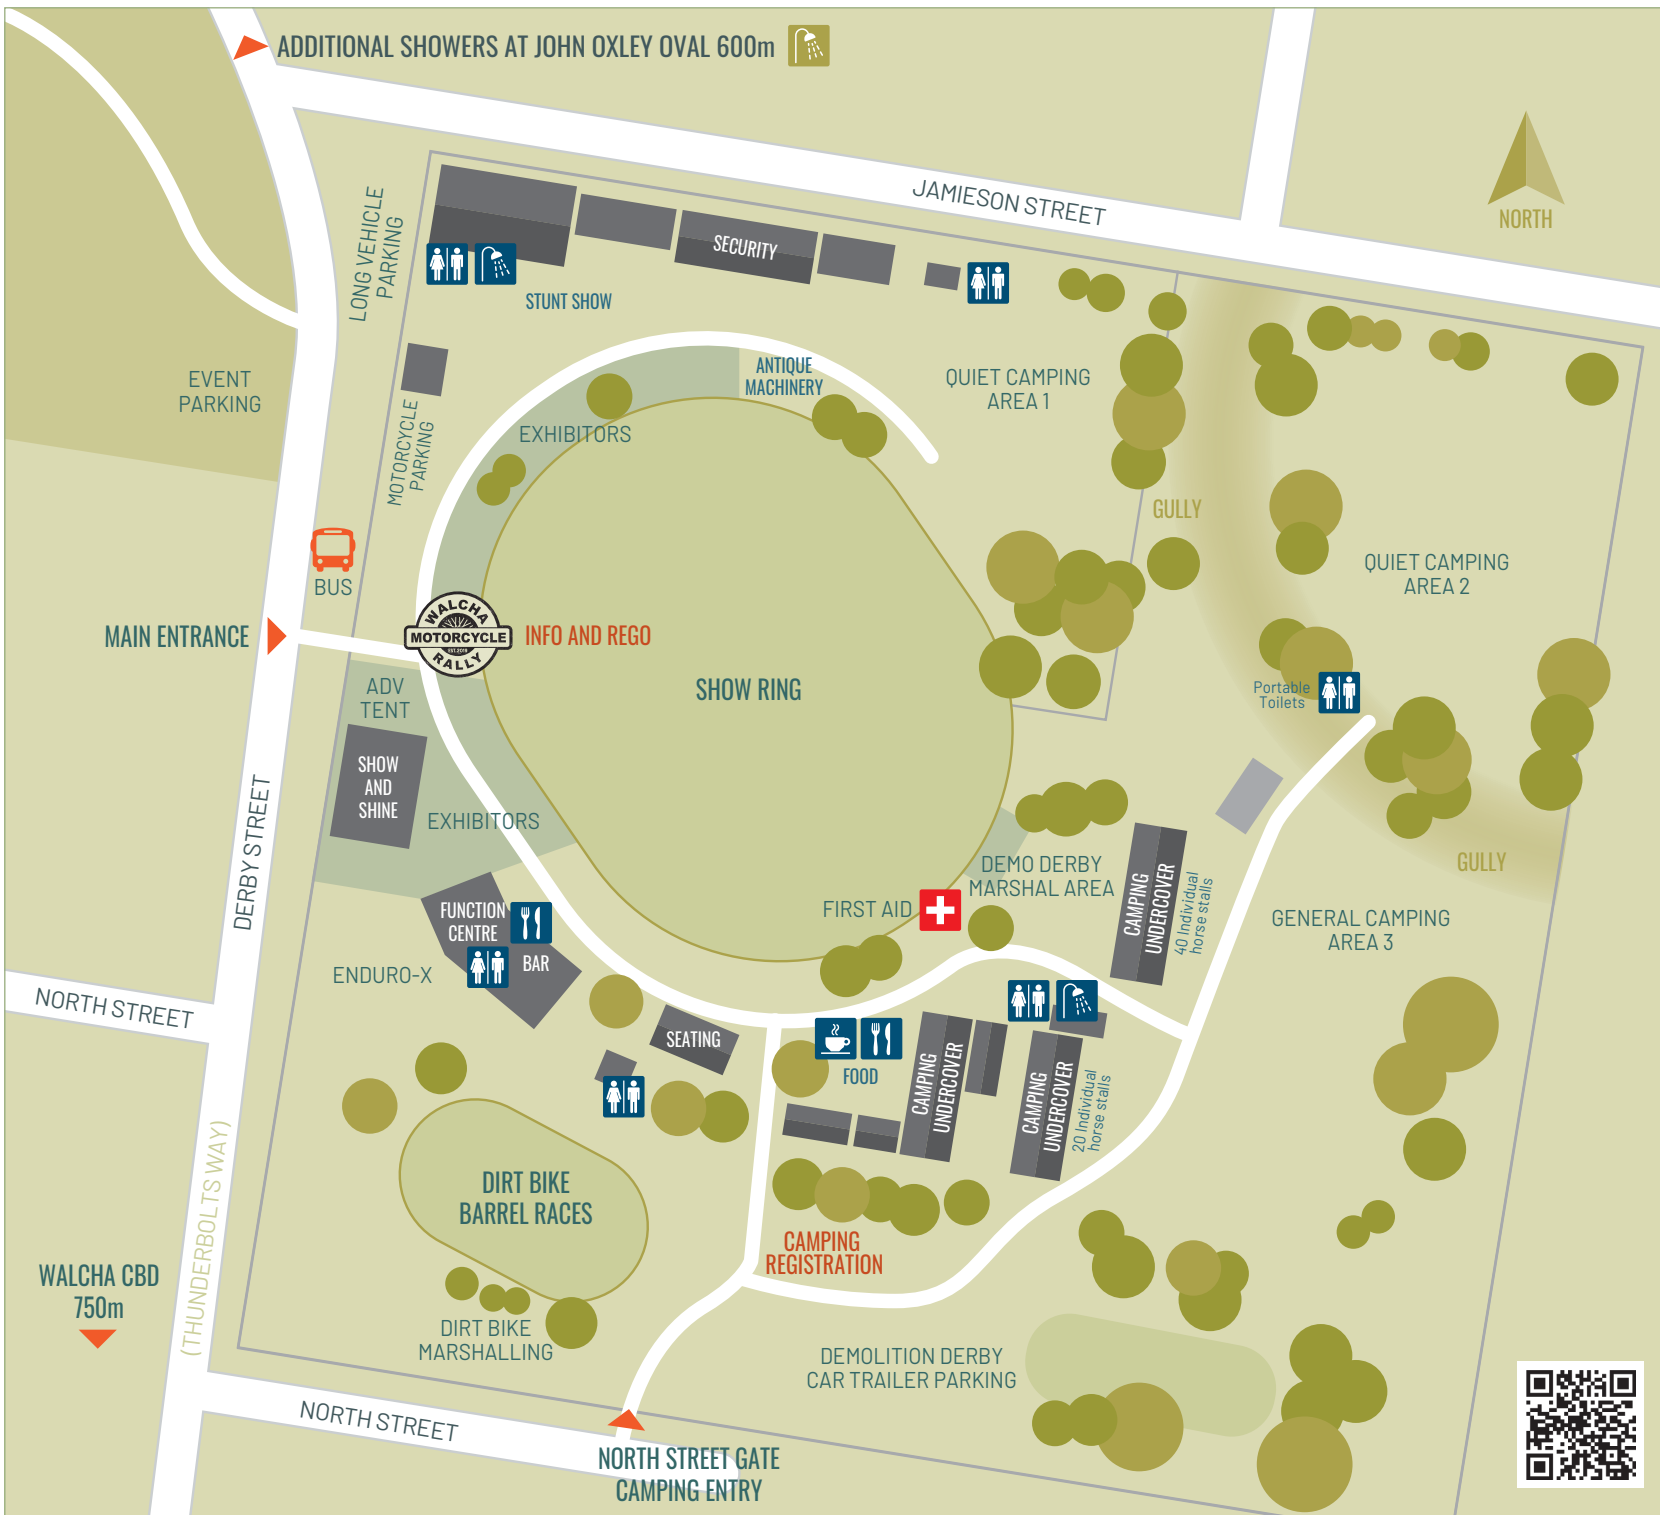 ADDITIONAL SHOWERS AT JOHN OXLEY OVAL 600m
JAMIESON STREET
NORTH
LONG VEHICLE
PARKING
SECURITY
STUNT SHOW
EVENT
PARKING
MOTORCYCLE
PARKING
ANTIQUE
MACHINERY
EXHIBITORS
QUIET CAMPING
AREA 1
GULLY
QUIET CAMPING
AREA 2
BUS
MAIN ENTRANCE
WALCHA
MOTORCYCLE
EST.2019
RALLY
INFO AND REGO
SHOW RING
ADV
TENT
SHOW
AND
SHINE
EXHIBITORS
Portable
Toilets
GULLY
DERBY STREET
DEMO DERBY
MARSHAL AREA
FIRST AID
CAMPING
UNDERCOVER
40 Individual
horse stalls
GENERAL CAMPING
AREA 3
FUNCTION
CENTRE
BAR
ENDURO-X
NORTH STREET
SEATING
FOOD
CAMPING
UNDERCOVER
CAMPING
UNDERCOVER
20 Individual
horse stalls
DIRT BIKE
BARREL RACES
CAMPING
REGISTRATION
(THUNDERBOLTS WAY)
WALCHA CBD
750m
DIRT BIKE
MARSHALLING
DEMOLITION DERBY
CAR TRAILER PARKING
NORTH STREET
NORTH STREET GATE
CAMPING ENTRY